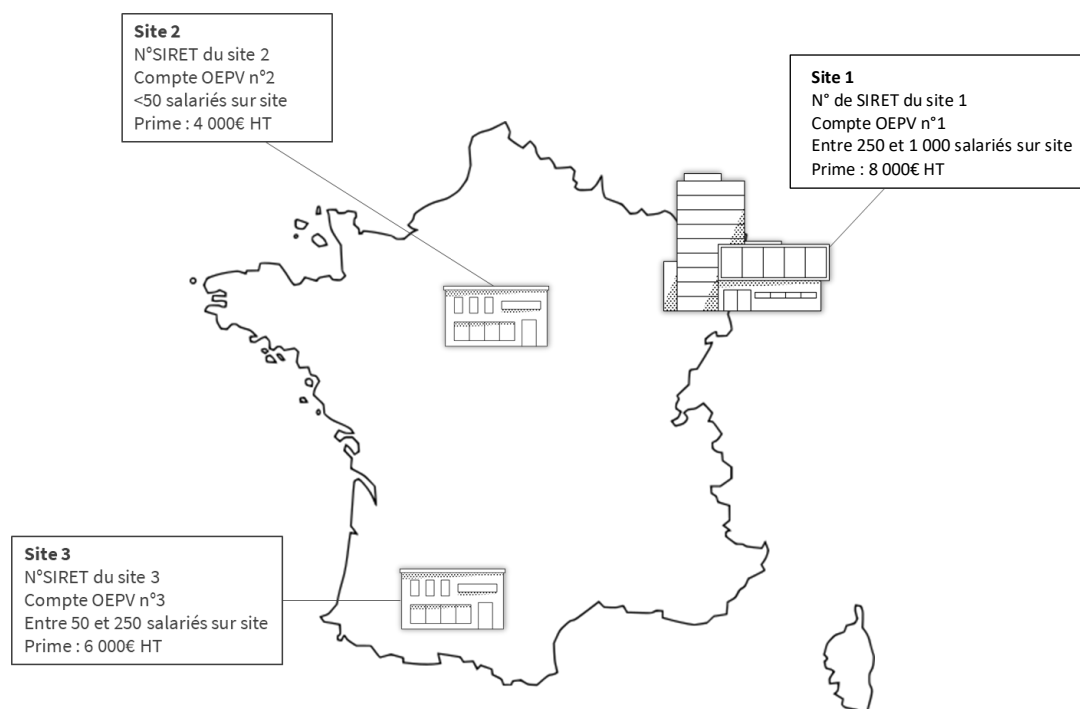 Site 2
N°SIRET du site 2
Compte OEPV n°2
<50 salariés sur site
Prime : 4 000€ HT
Site 1
N° de SIRET du site 1
Compte OEPV n°1
Entre 250 et 1 000 salariés sur site
Prime : 8 000€ HT
Site 3
N°SIRET du site 3
Compte OEPV n°3
Entre 50 et 250 salariés sur site
Prime : 6 000€ HT